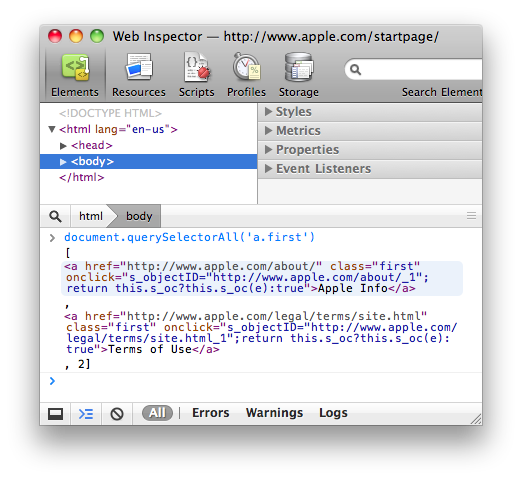 Web Inspector — http://www.apple.com/startpage/
Elements Resources Scripts Profiles Storage Search Element
<!DOCTYPE HTML>
▼<html lang="en-us">
▶<head>
▶<body>
</html>
▶Styles
▶Metrics
▶Properties
▶Event Listeners
html body
> document.querySelectorAll('a.first')
[
<a href="http://www.apple.com/about/" class="first"
onclick="s_objectID="http://www.apple.com/about/_1";
return this.s_oc?this.s_oc(e):true">Apple Info</a>
,
<a href="http://www.apple.com/legal/terms/site.html"
class="first" onclick="s_objectID="http://www.apple.com/
legal/terms/site.html_1";return this.s_oc?this.s_oc(e):
true">Terms of Use</a>
, 2]
>
All | Errors Warnings Logs